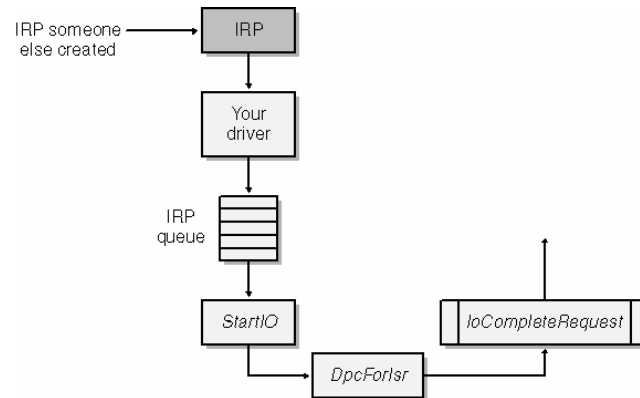 IRP someone
else created
IRP
Your
driver
IRP
queue
StartIO
IoCompleteRequest
DpcForIsr